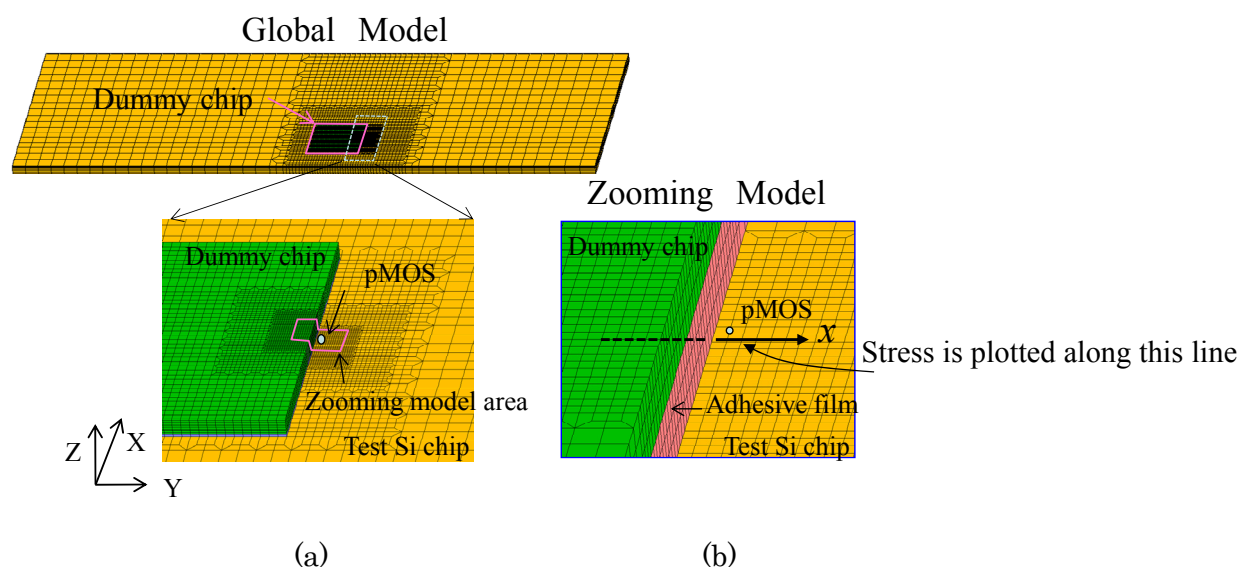 Global Model
Dummy chip
Zooming Model
Dummy chip
pMOS
Zooming model area
Test Si chip
Z
X
Y
Dummy chip
pMOS
x
Stress is plotted along this line
Adhesive film
Test Si chip
(a)
(b)